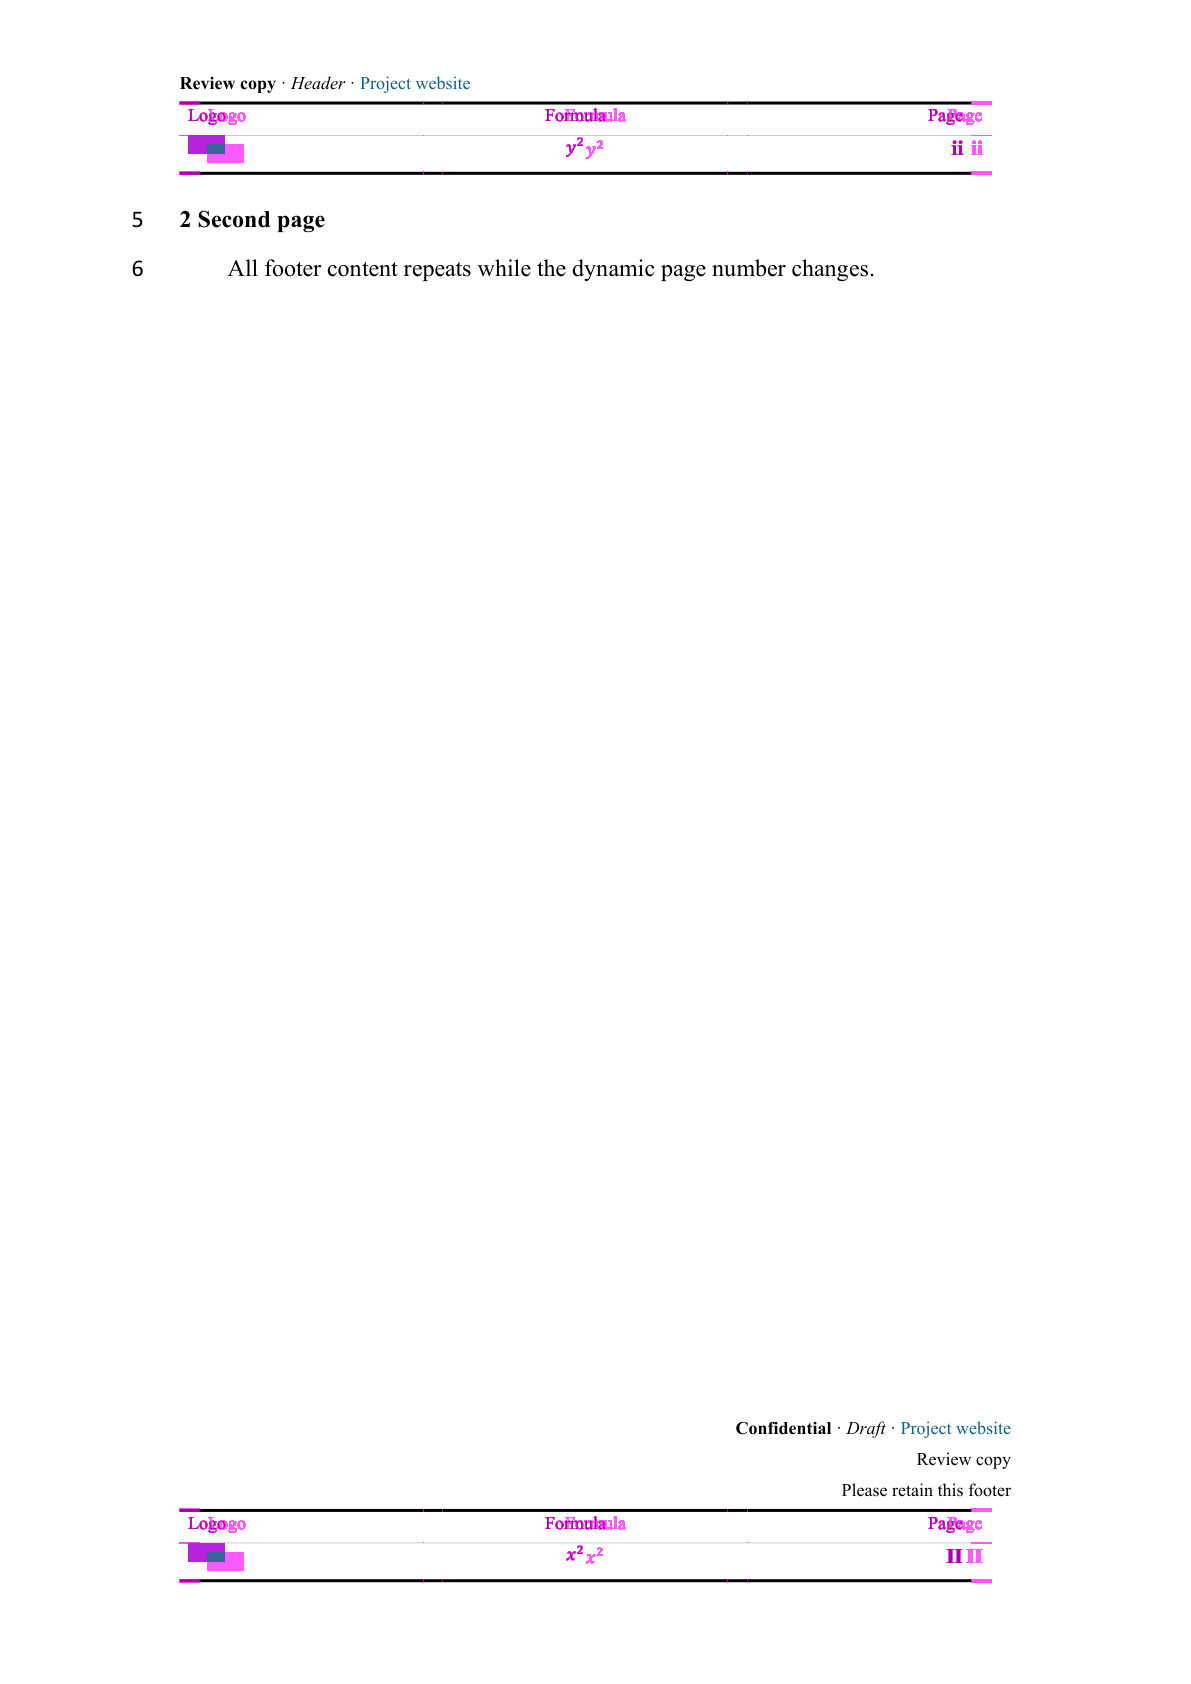 Review copy · Header · Project website
Logo Formula Page
y² ii
5 2 Second page
6 All footer content repeats while the dynamic page number changes.
Confidential · Draft · Project website
Review copy
Please retain this footer
Logo Formula Page
x² II